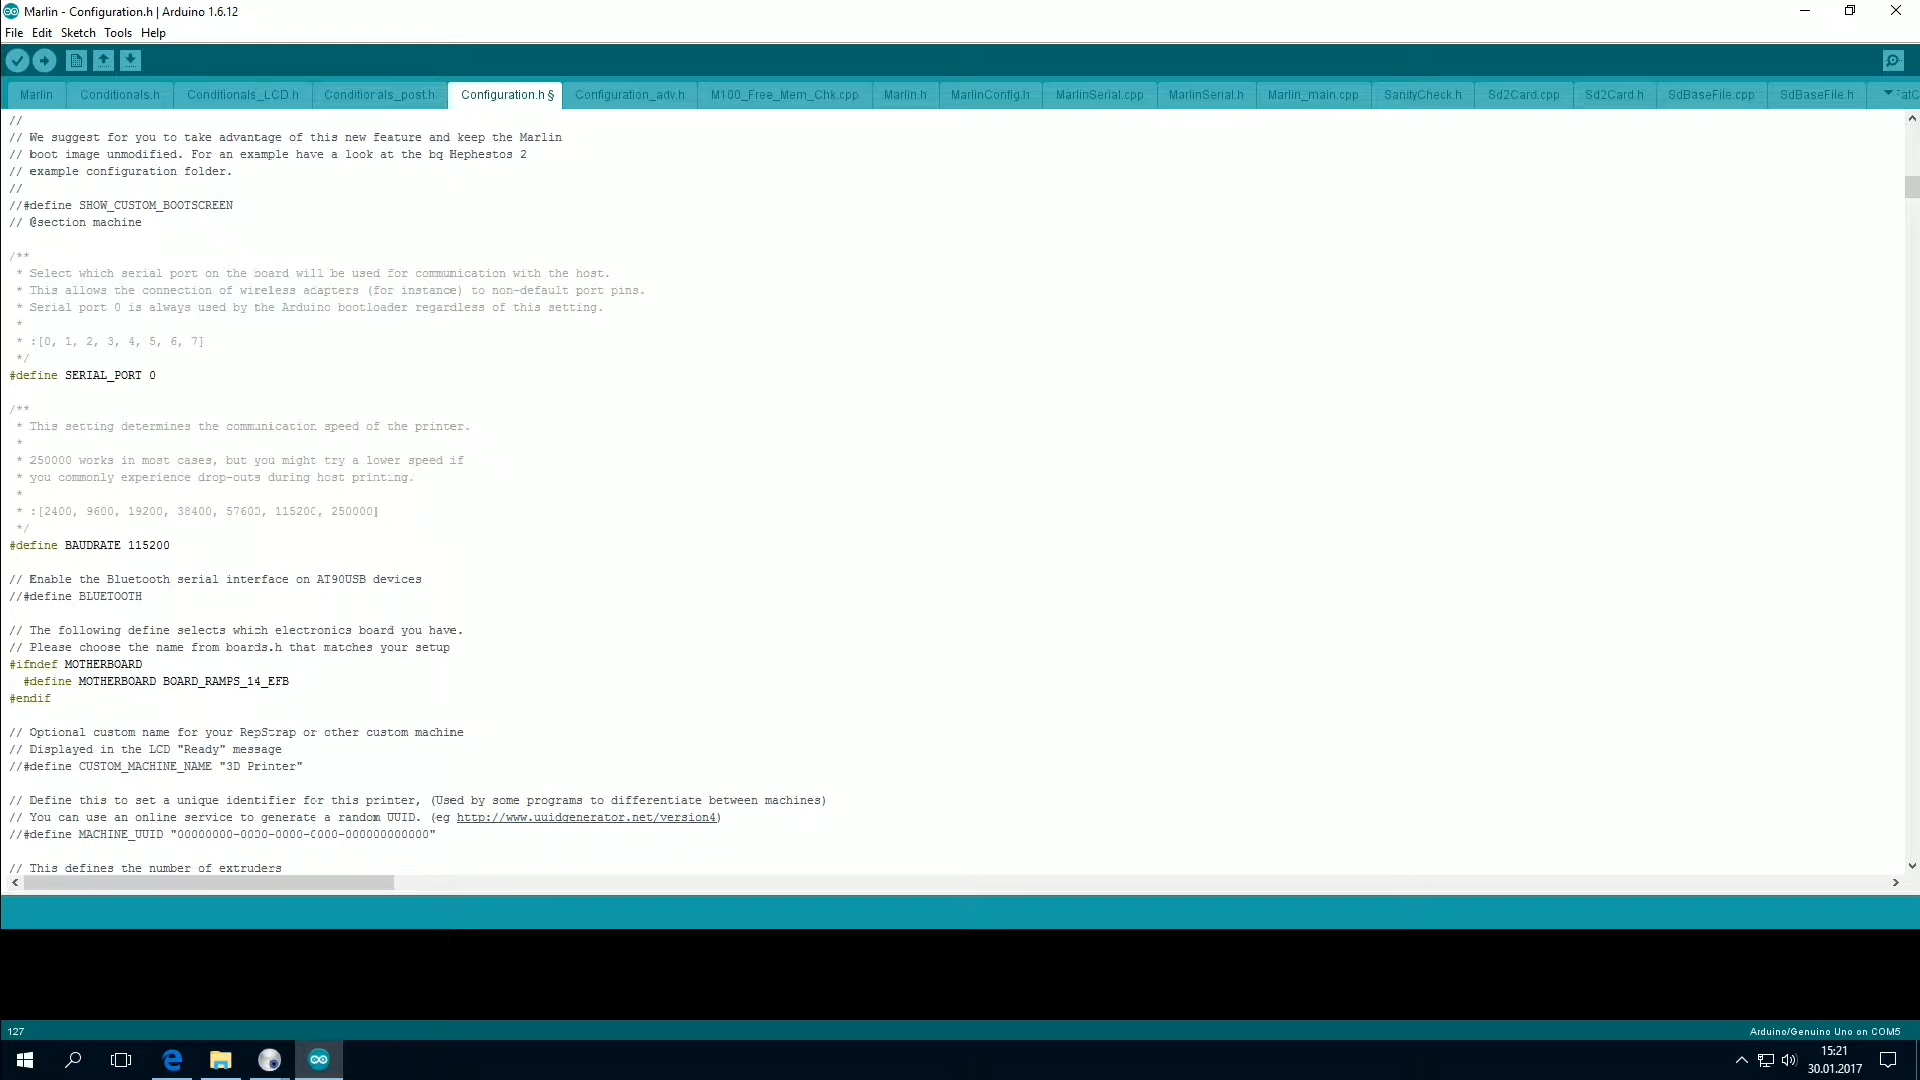 Marlin - Configuration.h | Arduino 1.6.12
File Edit Sketch Tools Help
Marlin Conditionals.h Conditionals_LCD.h Conditionals_post.h Configuration.h § Configuration_adv.h M100_Free_Mem_Chk.cpp Marlin.h MarlinConfig.h MarlinSerial.cpp MarlinSerial.h Marlin_main.cpp SanityCheck.h Sd2Card.cpp Sd2Card.h SdBaseFile.cpp SdBaseFile.h
//
// We suggest for you to take advantage of this new feature and keep the Marlin
// boot image unmodified. For an example have a look at the bq Hephestos 2
// example configuration folder.
//
//#define SHOW_CUSTOM_BOOTSCREEN
// @section machine
/**
* Select which serial port on the board will be used for communication with the host.
* This allows the connection of wireless adapters (for instance) to non-default port pins.
* Serial port 0 is always used by the Arduino bootloader regardless of this setting.
*
* :[0, 1, 2, 3, 4, 5, 6, 7]
*/
#define SERIAL_PORT 0
/**
* This setting determines the communication speed of the printer.
*
* 250000 works in most cases, but you might try a lower speed if
* you commonly experience drop-outs during host printing.
*
* :[2400, 9600, 19200, 38400, 57600, 115200, 250000]
*/
#define BAUDRATE 115200
// Enable the Bluetooth serial interface on AT90USB devices
//#define BLUETOOTH
// The following define selects which electronics board you have.
// Please choose the name from boards.h that matches your setup
#ifndef MOTHERBOARD
#define MOTHERBOARD BOARD_RAMPS_14_EFB
#endif
// Optional custom name for your RepStrap or other custom machine
// Displayed in the LCD "Ready" message
//#define CUSTOM_MACHINE_NAME "3D Printer"
// Define this to set a unique identifier for this printer, (Used by some programs to differentiate between machines)
// You can use an online service to generate a random UUID. (eg http://www.uuidgenerator.net/version4)
//#define MACHINE_UUID "00000000-0000-0000-0000-000000000000"
// This defines the number of extruders
127
Arduino/Genuino Uno on COM5
15:21
30.01.2017